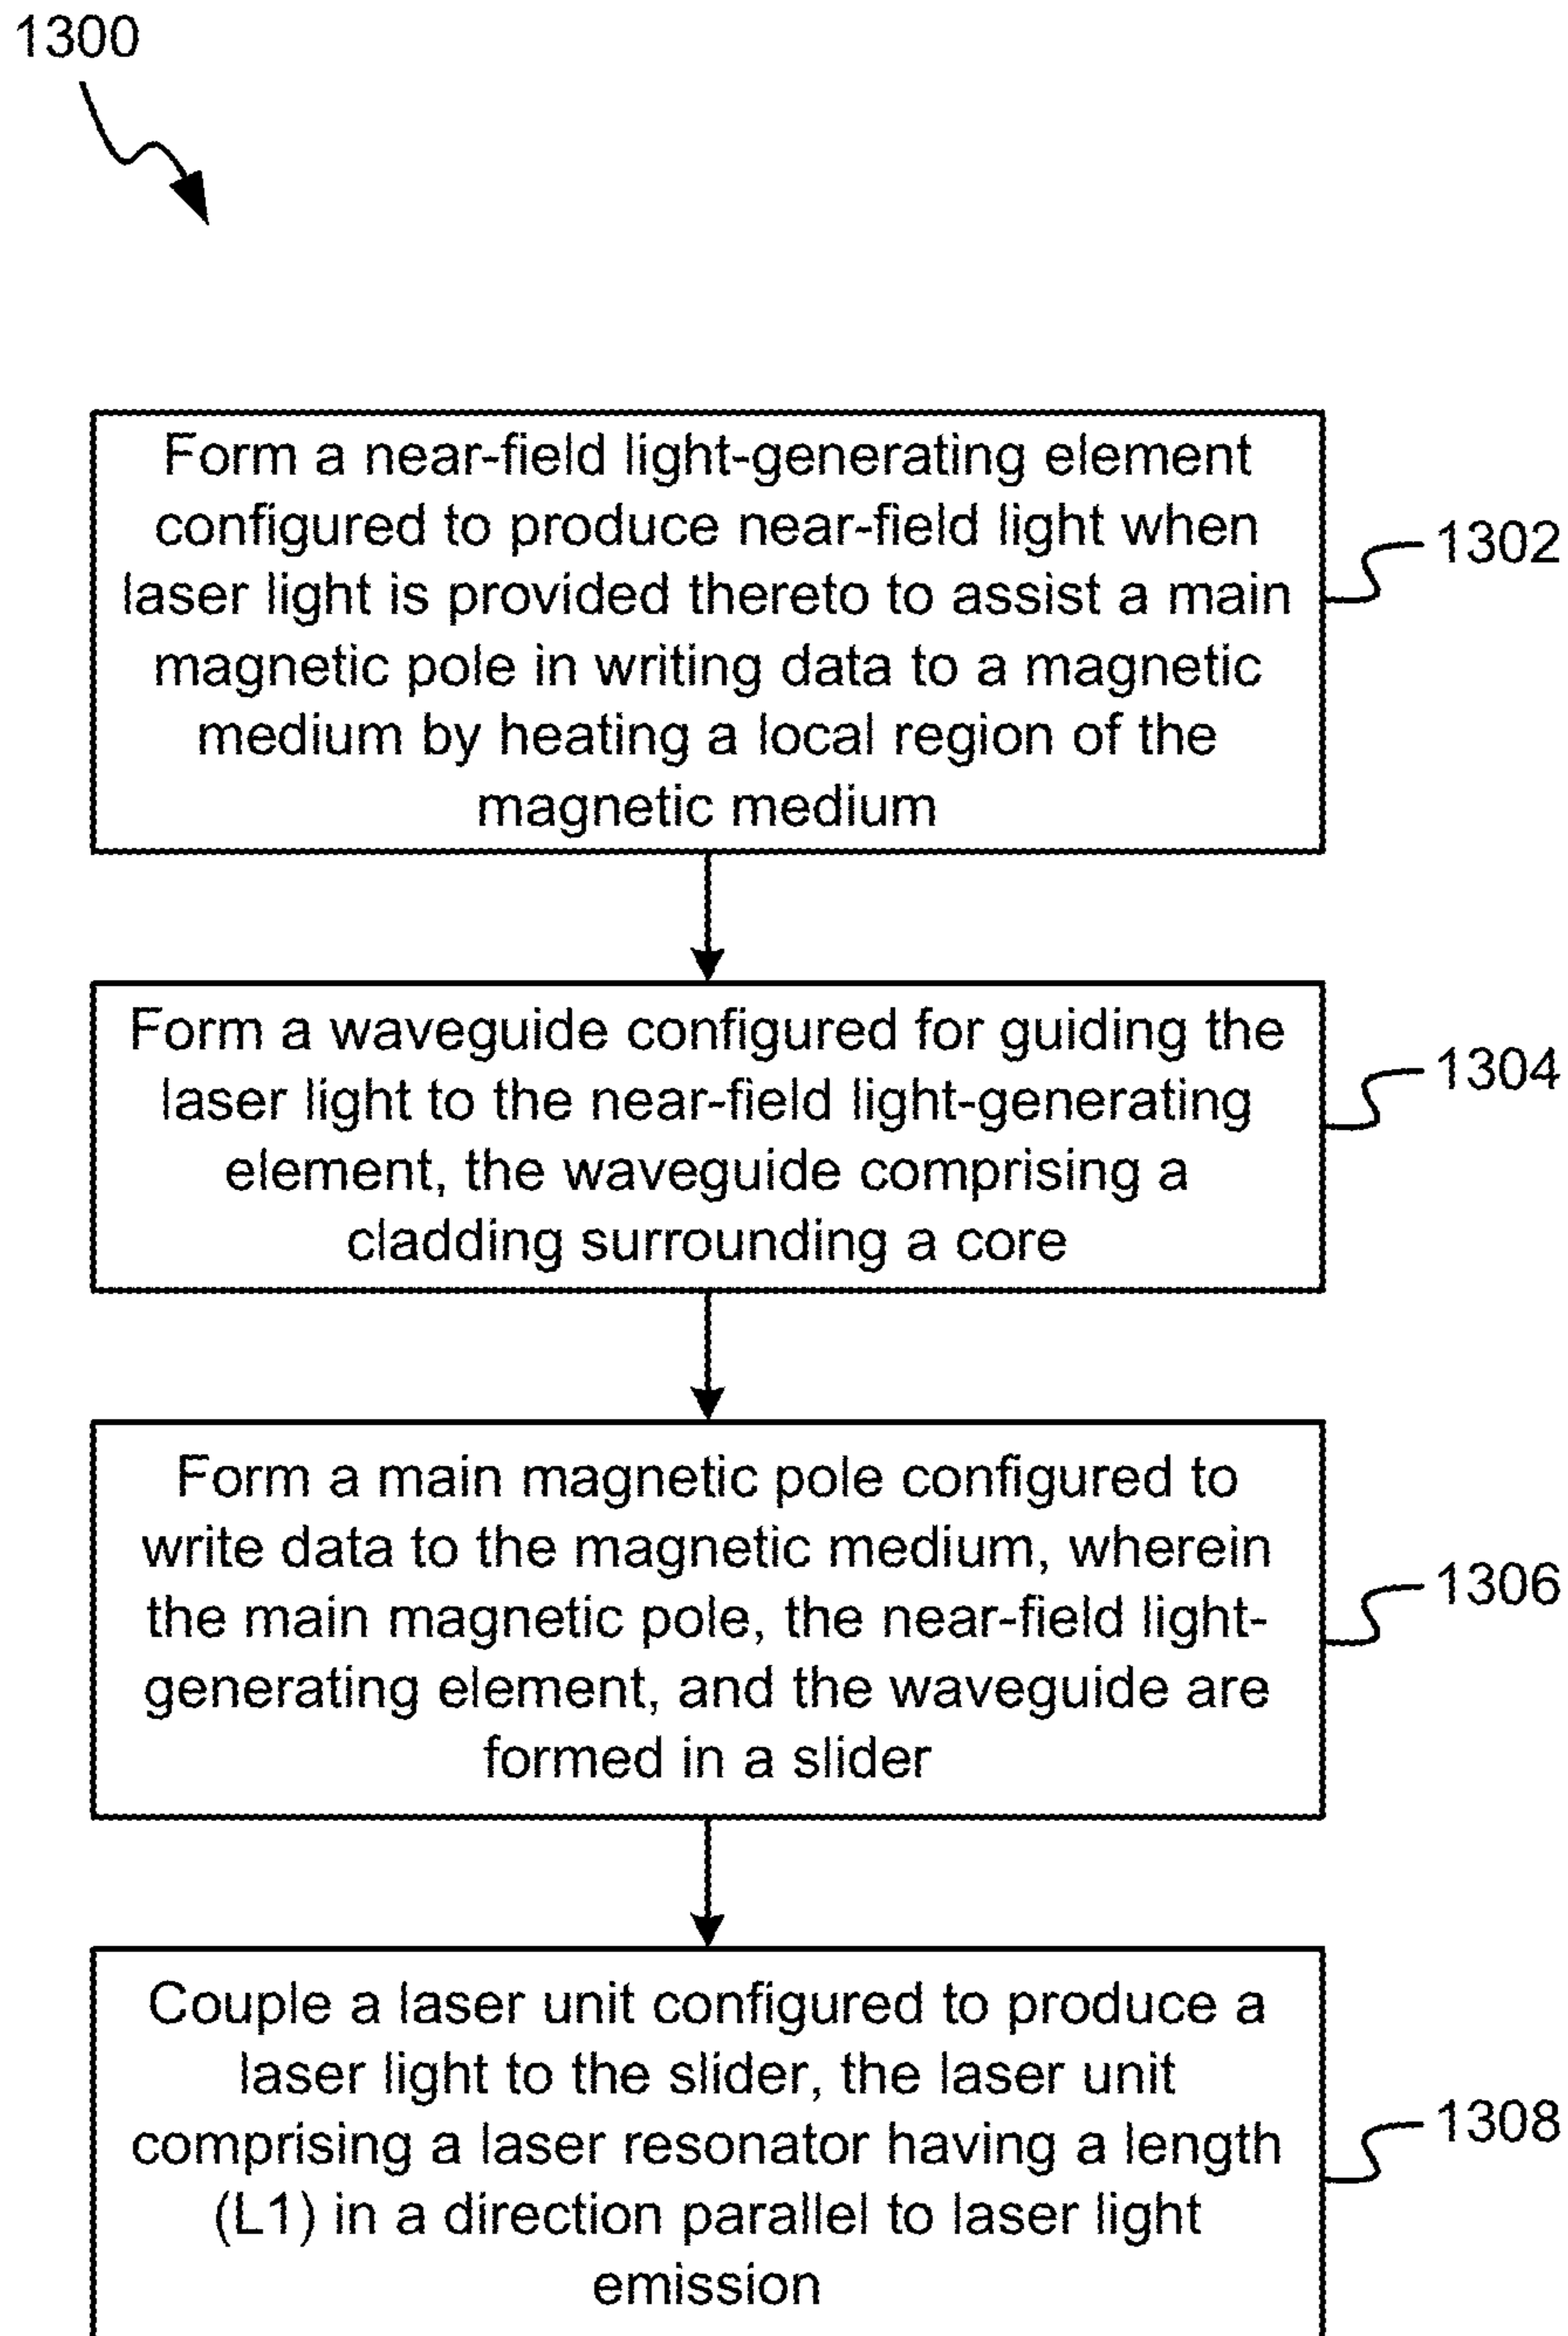 1300
Form a near-field light-generating element
configured to produce near-field light when
laser light is provided thereto to assist a main
magnetic pole in writing data to a magnetic
medium by heating a local region of the
magnetic medium
1302
Form a waveguide configured for guiding the
laser light to the near-field light-generating
element, the waveguide comprising a
cladding surrounding a core
1304
Form a main magnetic pole configured to
write data to the magnetic medium, wherein
the main magnetic pole, the near-field light-
generating element, and the waveguide are
formed in a slider
1306
Couple a laser unit configured to produce a
laser light to the slider, the laser unit
comprising a laser resonator having a length
(L1) in a direction parallel to laser light
emission
1308